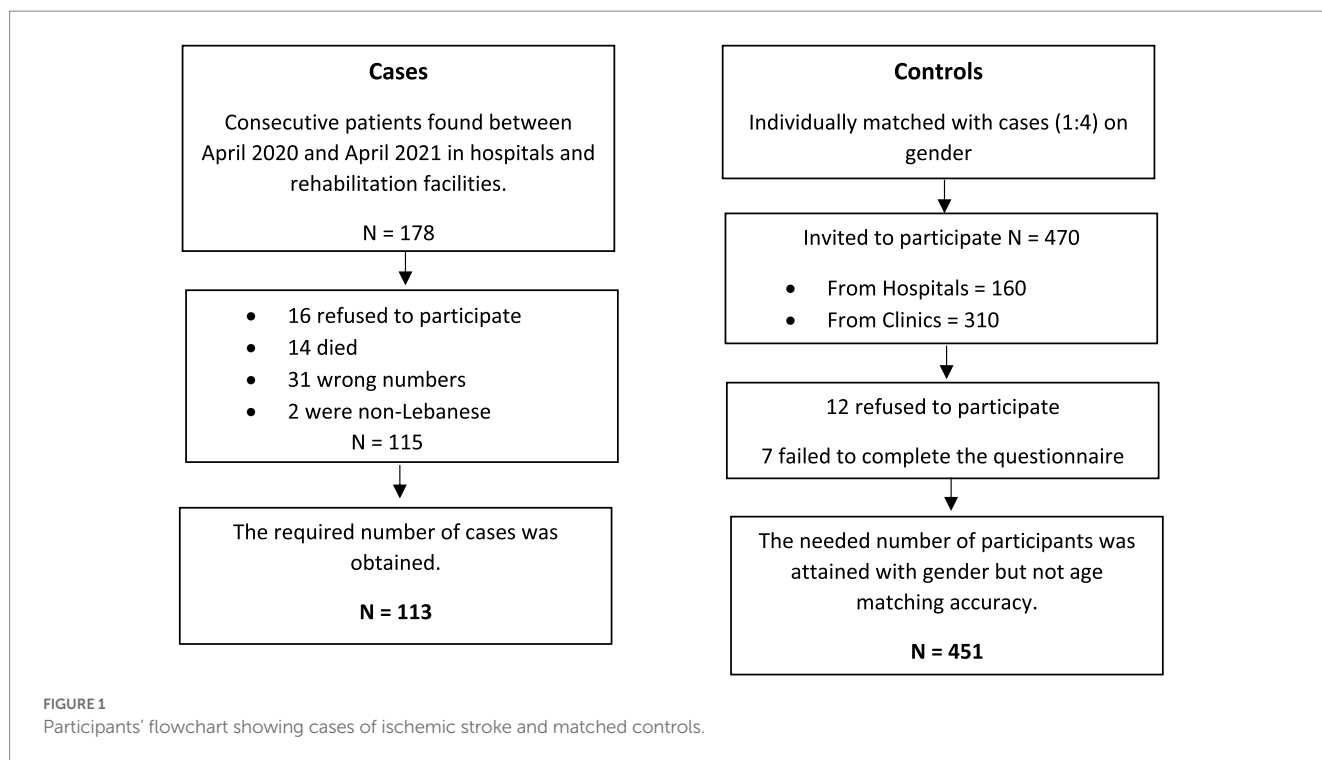 Cases
Consecutive patients found between
April 2020 and April 2021 in hospitals and
rehabilitation facilities.
N = 178
• 16 refused to participate
• 14 died
• 31 wrong numbers
• 2 were non-Lebanese
N = 115
The required number of cases was
obtained.
N = 113
Controls
Individually matched with cases (1:4) on
gender
Invited to participate N = 470
• From Hospitals = 160
• From Clinics = 310
12 refused to participate
7 failed to complete the questionnaire
The needed number of participants was
attained with gender but not age
matching accuracy.
N = 451
FIGURE 1
Participants’ flowchart showing cases of ischemic stroke and matched controls.